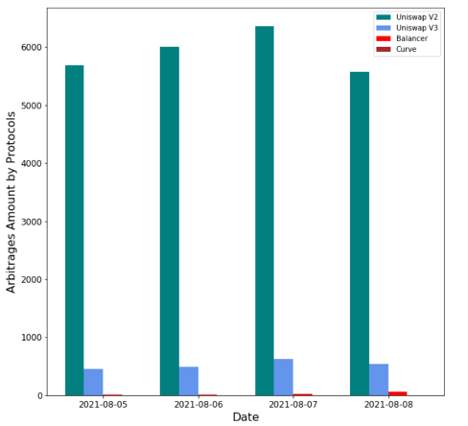 Uniswap V2
Uniswap V3
Balancer
Curve
Arbitrages Amount by Protocols
6000
5000
4000
3000
2000
1000
0
2021-08-05 2021-08-06 2021-08-07 2021-08-08
Date